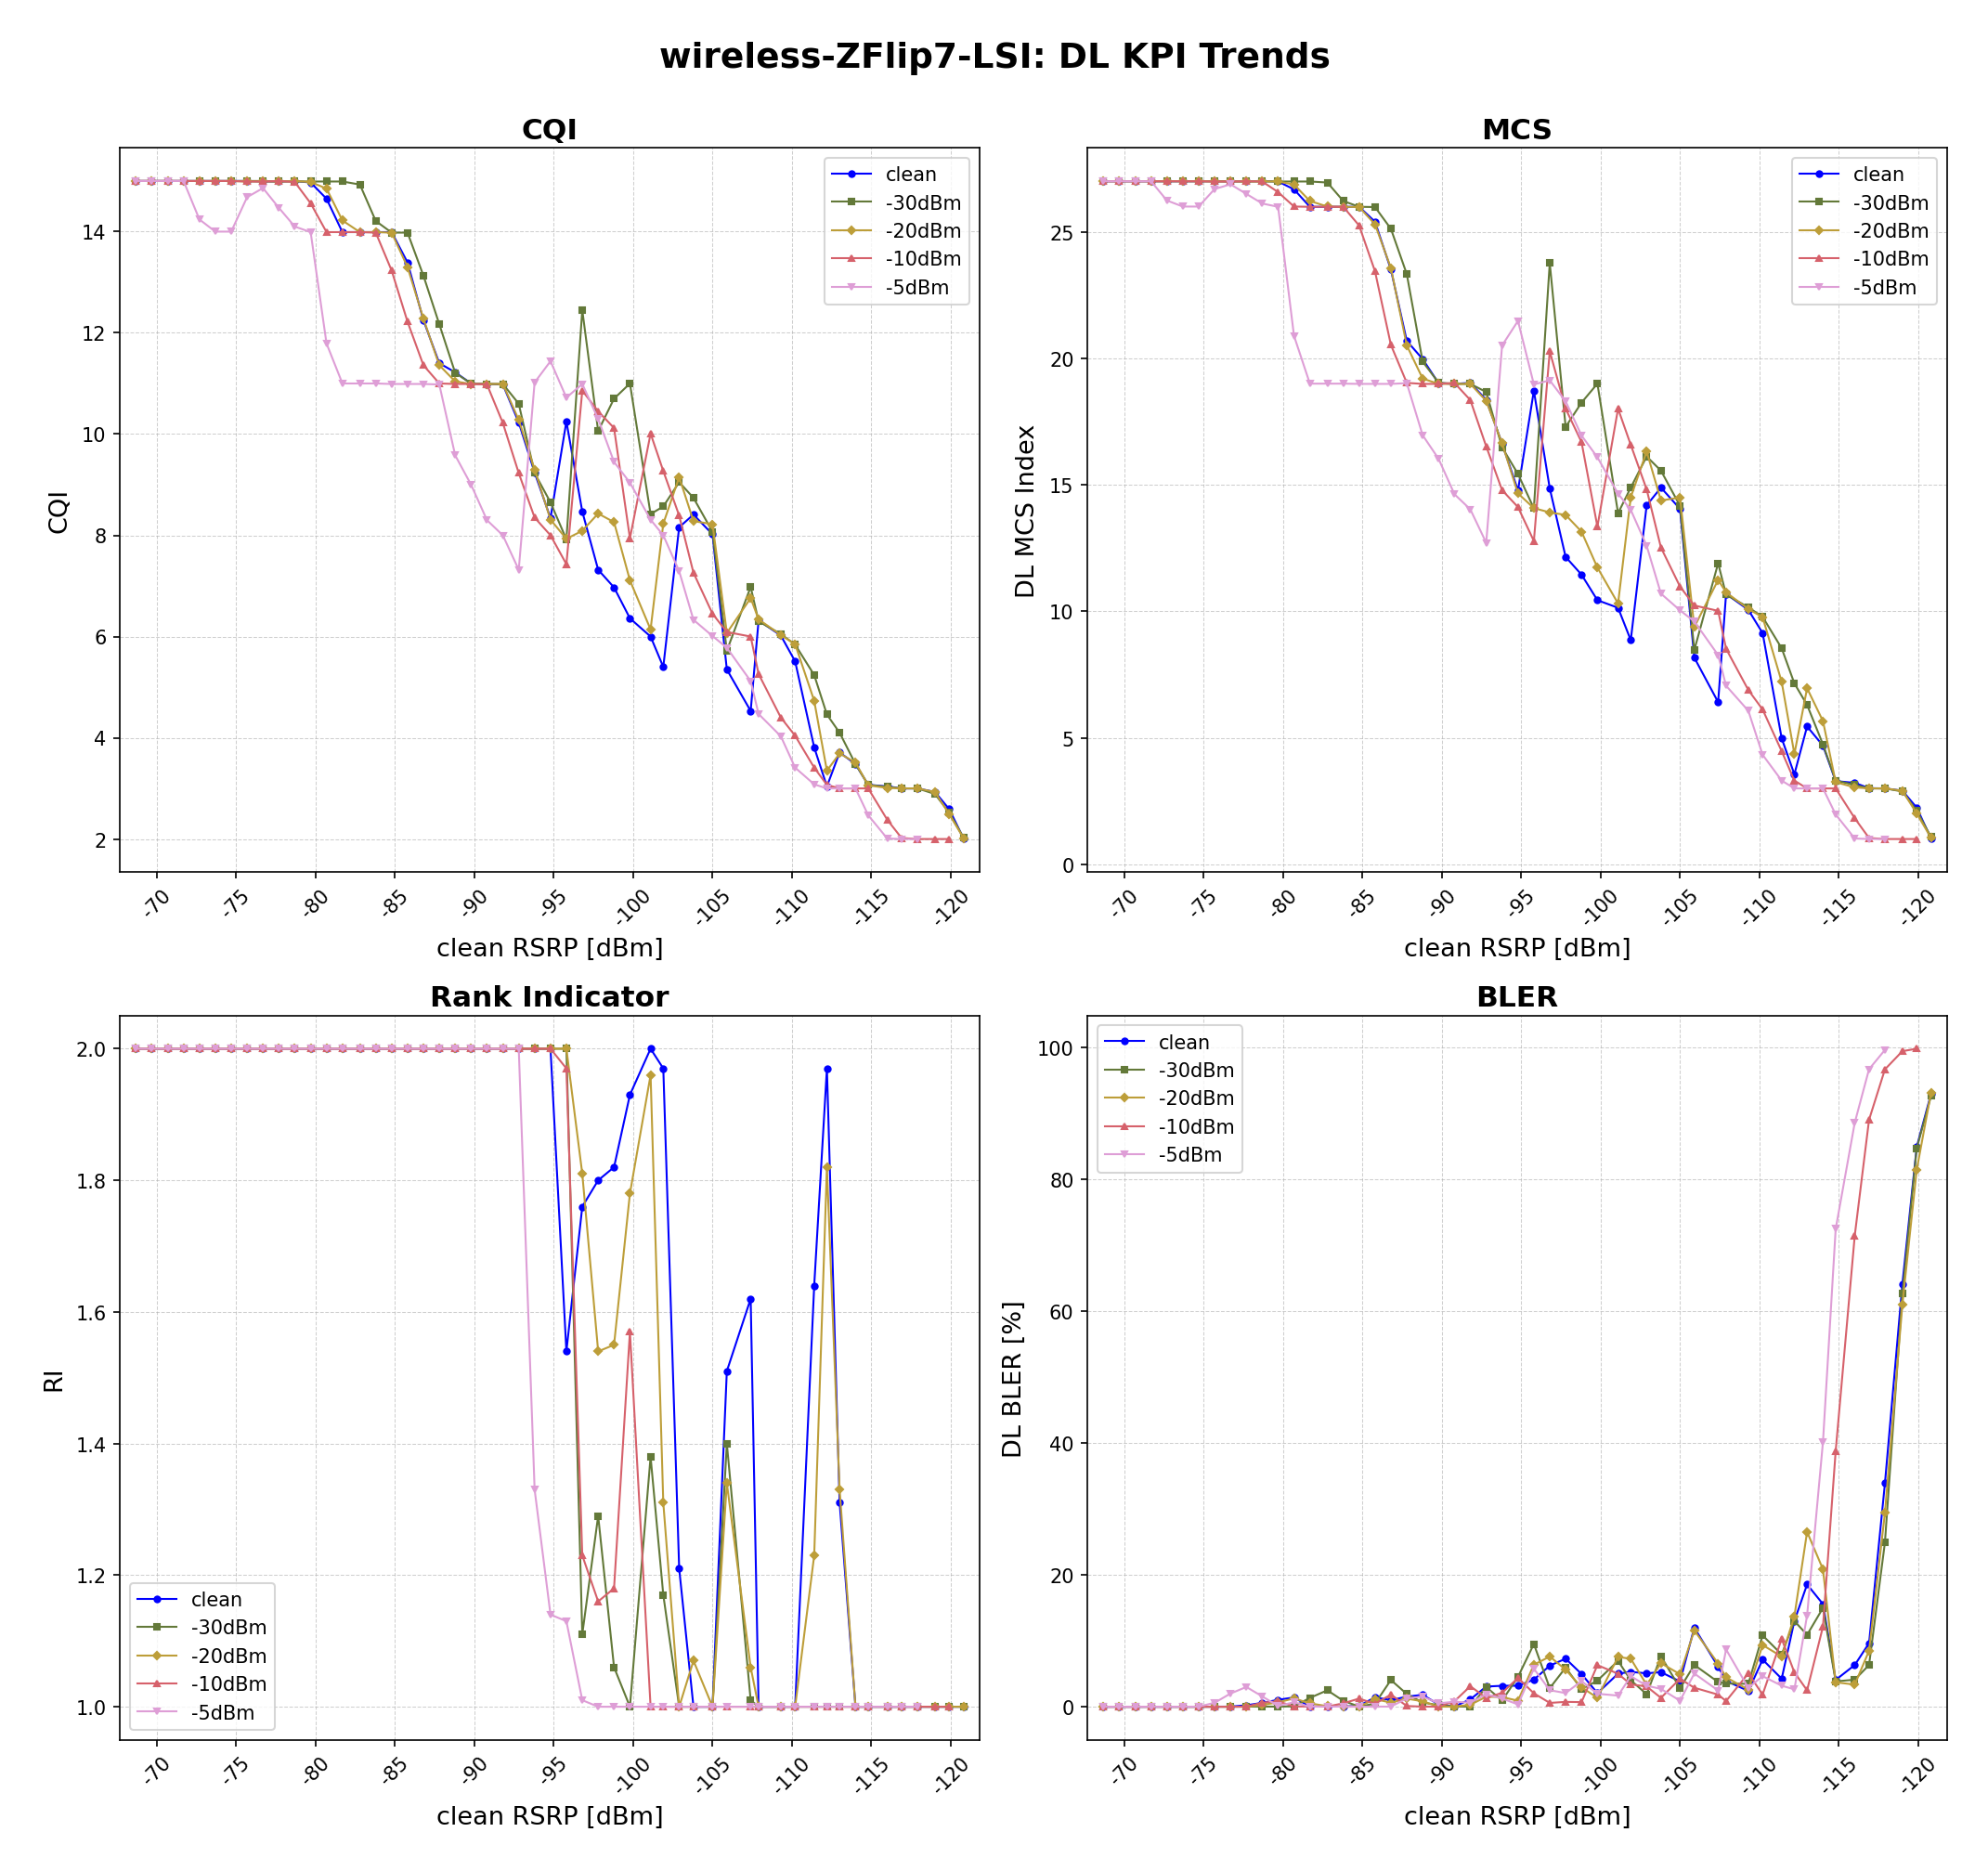 wireless-ZFlip7-LSI: DL KPI Trends
CQI
CQI
14
12
10
8
6
4
2
clean
-30dBm
-20dBm
-10dBm
-5dBm
-70
-75
-80
-85
-90
-95
-100
-105
-110
-115
-120
clean RSRP [dBm]
MCS
DL MCS Index
25
20
15
10
5
0
clean
-30dBm
-20dBm
-10dBm
-5dBm
-70
-75
-80
-85
-90
-95
-100
-105
-110
-115
-120
clean RSRP [dBm]
Rank Indicator
RI
2.0
1.8
1.6
1.4
1.2
1.0
clean
-30dBm
-20dBm
-10dBm
-5dBm
-70
-75
-80
-85
-90
-95
-100
-105
-110
-115
-120
clean RSRP [dBm]
BLER
DL BLER [%]
100
80
60
40
20
0
clean
-30dBm
-20dBm
-10dBm
-5dBm
-70
-75
-80
-85
-90
-95
-100
-105
-110
-115
-120
clean RSRP [dBm]